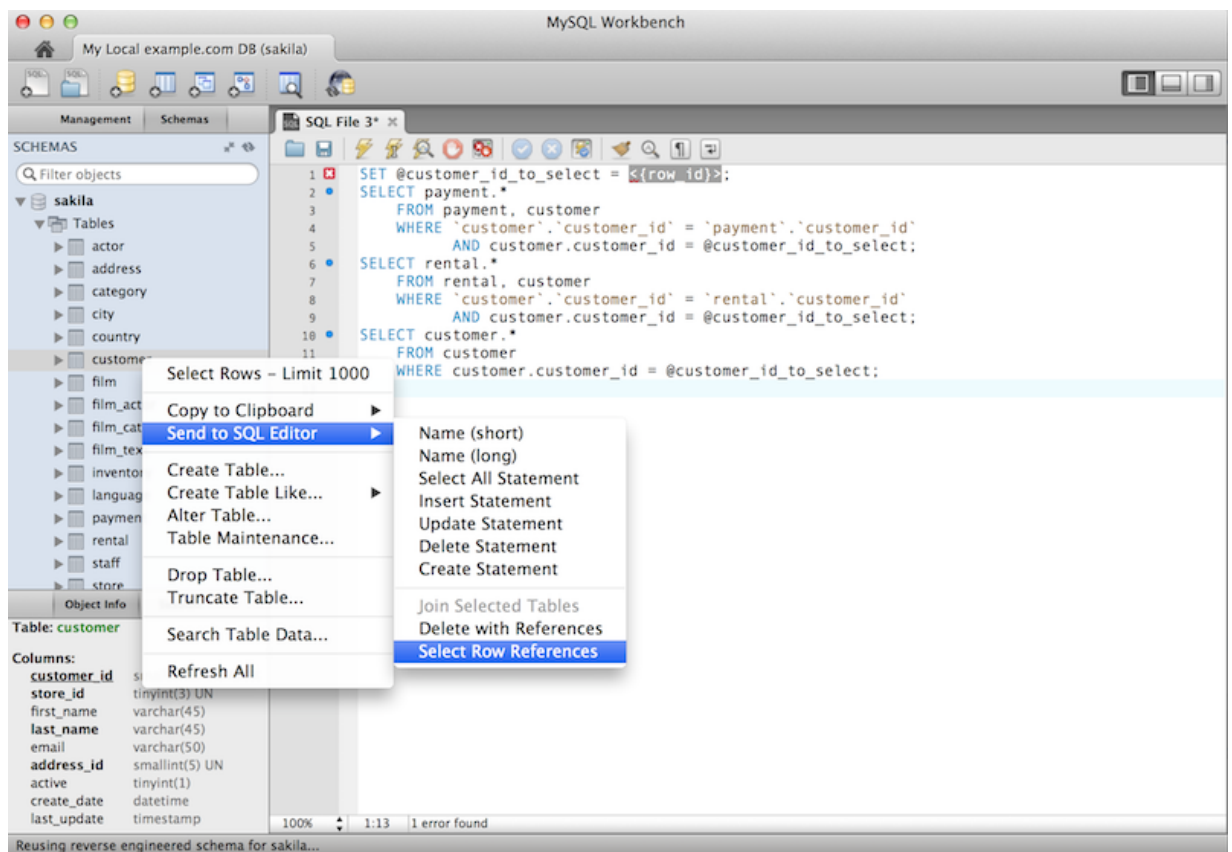 MySQL Workbench
My Local example.com DB (sakila)
Management Schemas
SCHEMAS
Filter objects
sakila
Tables
actor
address
category
city
country
customer
film
film_act
film_cat
film_tex
inventor
languag
paymen
rental
staff
store
Object Info
Table: customer
Columns:
customer_id
store_id tinyint(3) UN
first_name varchar(45)
last_name varchar(45)
email varchar(50)
address_id smallint(5) UN
active tinyint(1)
create_date datetime
last_update timestamp
SQL File 3*
1 SET @customer_id_to_select = <{row_id}>;
2 SELECT payment.*
3 FROM payment, customer
4 WHERE `customer`.`customer_id` = `payment`.`customer_id`
5 AND customer.customer_id = @customer_id_to_select;
6 SELECT rental.*
7 FROM rental, customer
8 WHERE `customer`.`customer_id` = `rental`.`customer_id`
9 AND customer.customer_id = @customer_id_to_select;
10 SELECT customer.*
11 FROM customer
WHERE customer.customer_id = @customer_id_to_select;
Select Rows - Limit 1000
Copy to Clipboard
Send to SQL Editor
Create Table...
Create Table Like...
Alter Table...
Table Maintenance...
Drop Table...
Truncate Table...
Search Table Data...
Refresh All
Name (short)
Name (long)
Select All Statement
Insert Statement
Update Statement
Delete Statement
Create Statement
Join Selected Tables
Delete with References
Select Row References
100% 1:13 1 error found
Reusing reverse engineered schema for sakila...